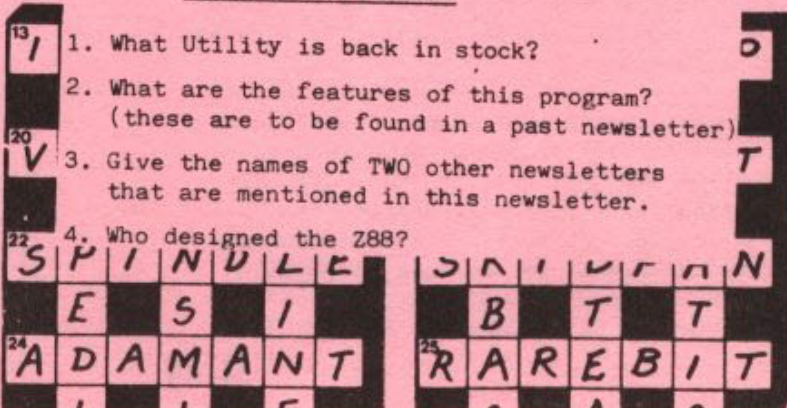 13 I 1. What Utility is back in stock? O
2. What are the features of this program?
(these are to be found in a past newsletter)
20 V 3. Give the names of TWO other newsletters T
that are mentioned in this newsletter.
4. Who designed the Z88?
22 S P I N D L E S K I D P A N
E S I B T T
24 A D A M A N T 25 R A R E B I T